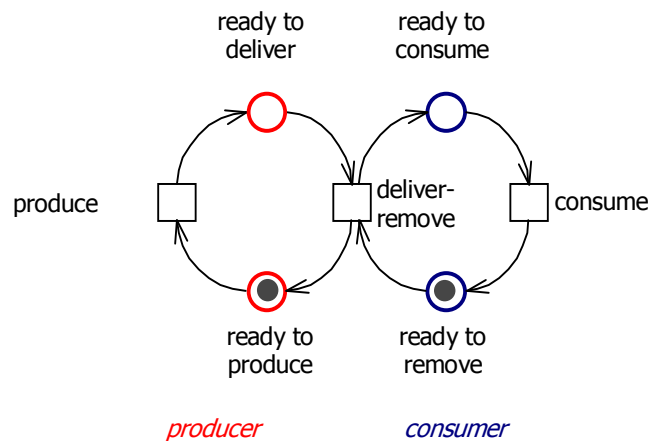 ready to
deliver
ready to
consume
produce
deliver-
remove
consume
ready to
produce
ready to
remove
producer
consumer